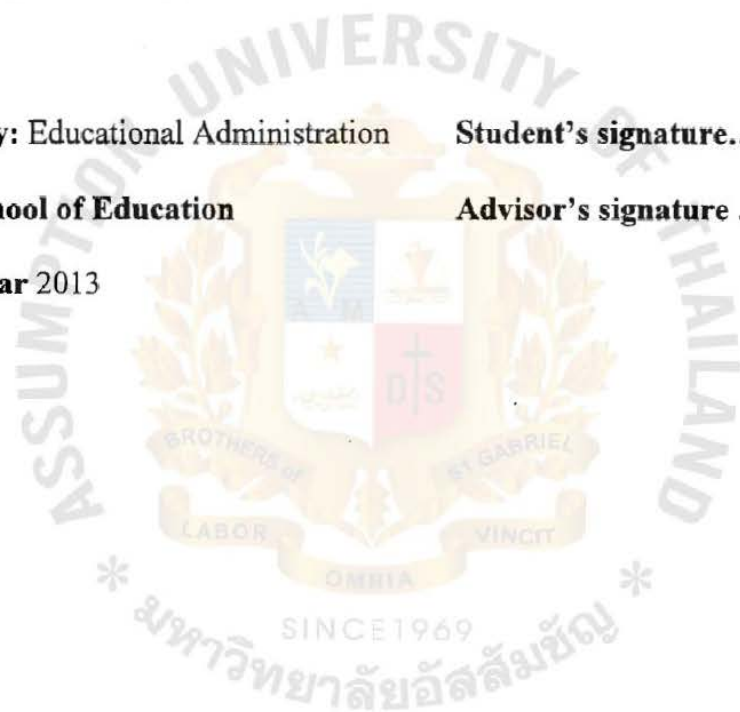 y: Educational Administration Student's signature..
hool of Education Advisor's signature .
ar 2013
ASSUMPTION UNIVERSITY OF THAILAND
A M
D S
BROTHERS of ST GABRIEL
LABOR VINCIT
OMNIA
SINCE1969
* มหาวิทยาลัยอัสสัมชัญ *